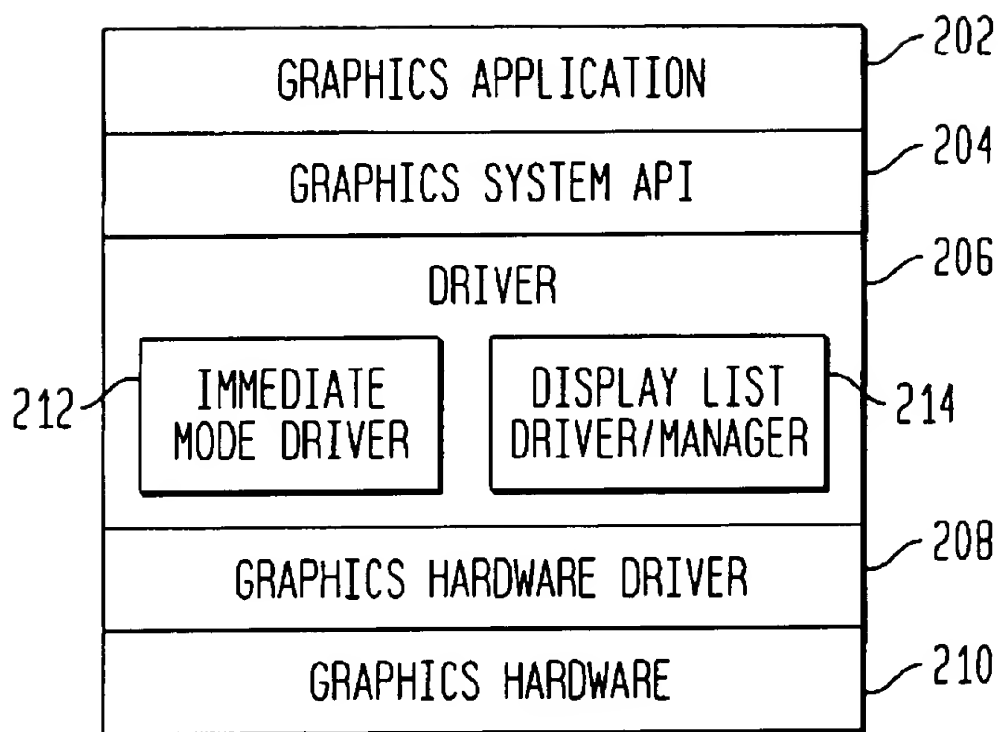 GRAPHICS APPLICATION
202
GRAPHICS SYSTEM API
204
DRIVER
206
212
IMMEDIATE
MODE DRIVER
DISPLAY LIST
DRIVER/MANAGER
214
GRAPHICS HARDWARE DRIVER
208
GRAPHICS HARDWARE
210